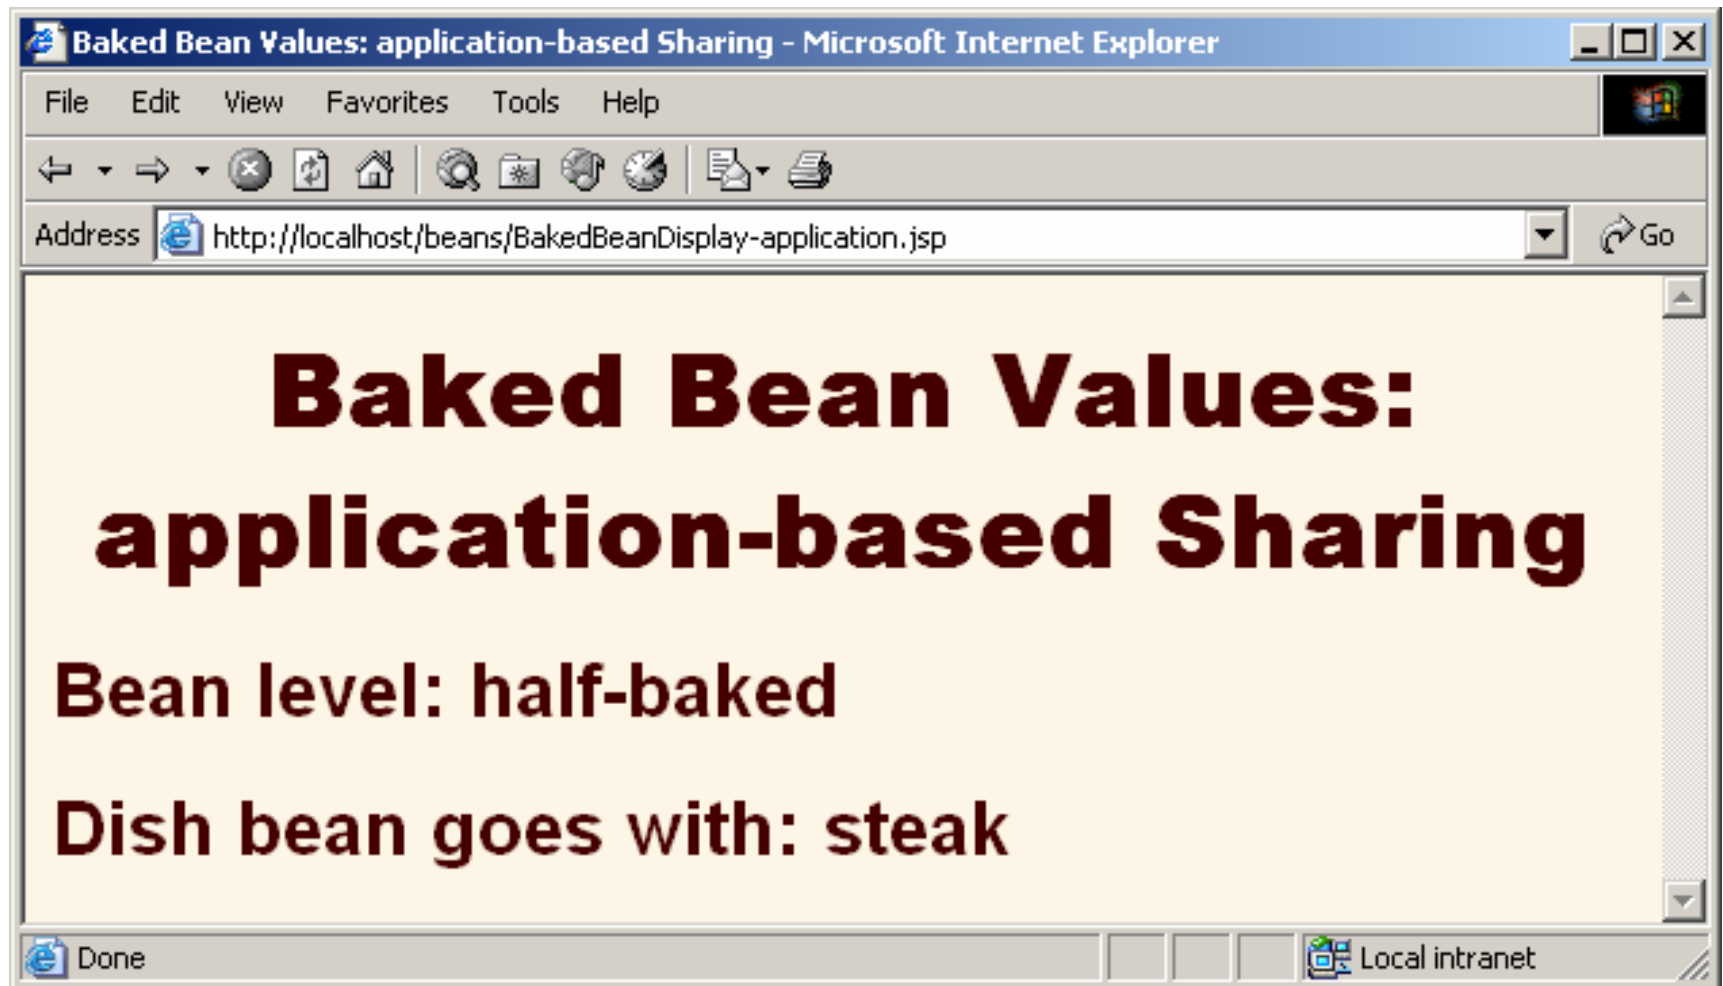 Baked Bean Values: application-based Sharing - Microsoft Internet Explorer
File Edit View Favorites Tools Help
Address http://localhost/beans/BakedBeanDisplay-application.jsp Go
Baked Bean Values:
application-based Sharing
Bean level: half-baked
Dish bean goes with: steak
Done Local intranet